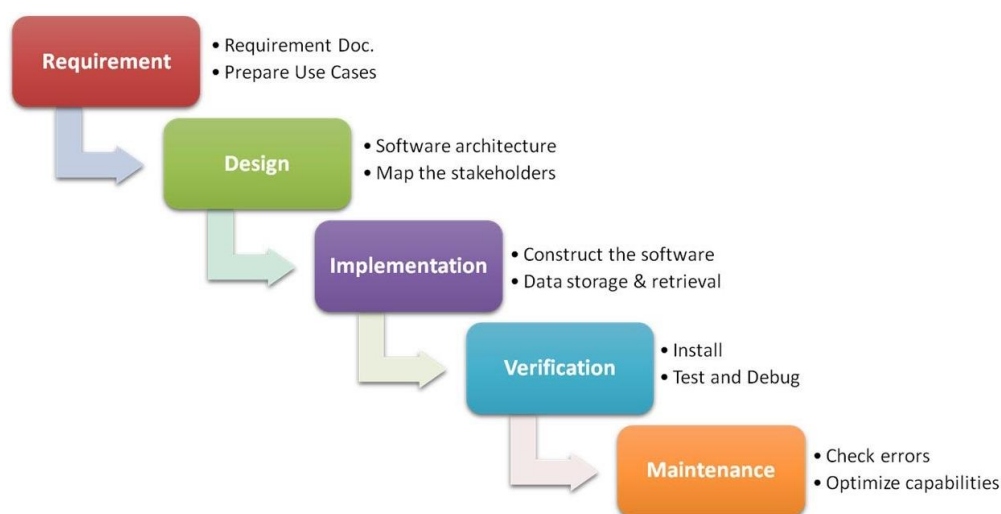 Requirement
• Requirement Doc.
• Prepare Use Cases
Design
• Software architecture
• Map the stakeholders
Implementation
• Construct the software
• Data storage & retrieval
Verification
• Install
• Test and Debug
Maintenance
• Check errors
• Optimize capabilities